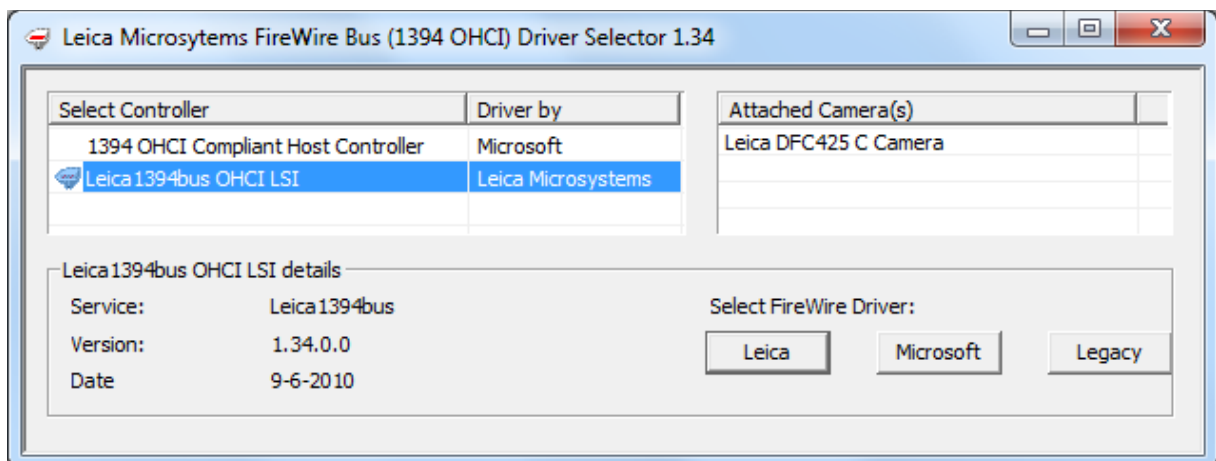 Leica Microsytems FireWire Bus (1394 OHCI) Driver Selector 1.34
Select Controller Driver by
1394 OHCI Compliant Host Controller Microsoft
Leica1394bus OHCI LSI Leica Microsystems
Attached Camera(s)
Leica DFC425 C Camera
Leica1394bus OHCI LSI details
Service: Leica1394bus
Version: 1.34.0.0
Date 9-6-2010
Select FireWire Driver:
Leica Microsoft Legacy